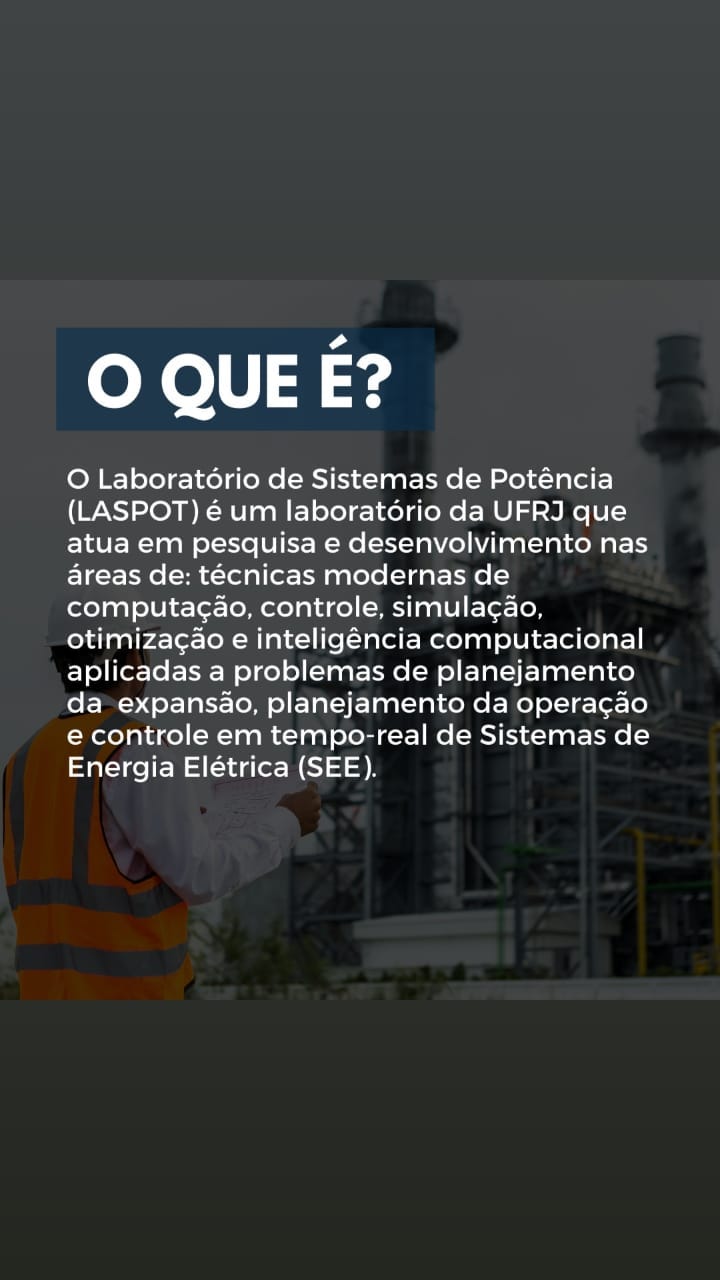 O QUE É?
O Laboratório de Sistemas de Potência
(LASPOT) é um laboratório da UFRJ que
atua em pesquisa e desenvolvimento nas
áreas de: técnicas modernas de
computação, controle, simulação,
otimização e inteligência computacional
aplicadas a problemas de planejamento
da  expansão, planejamento da operação
e controle em tempo-real de Sistemas de
Energia Elétrica (SEE).